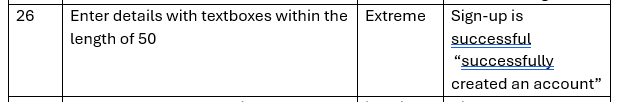 26 Enter details with textboxes within the Extreme Sign-up is
length of 50 successful
“successfully
created an account”